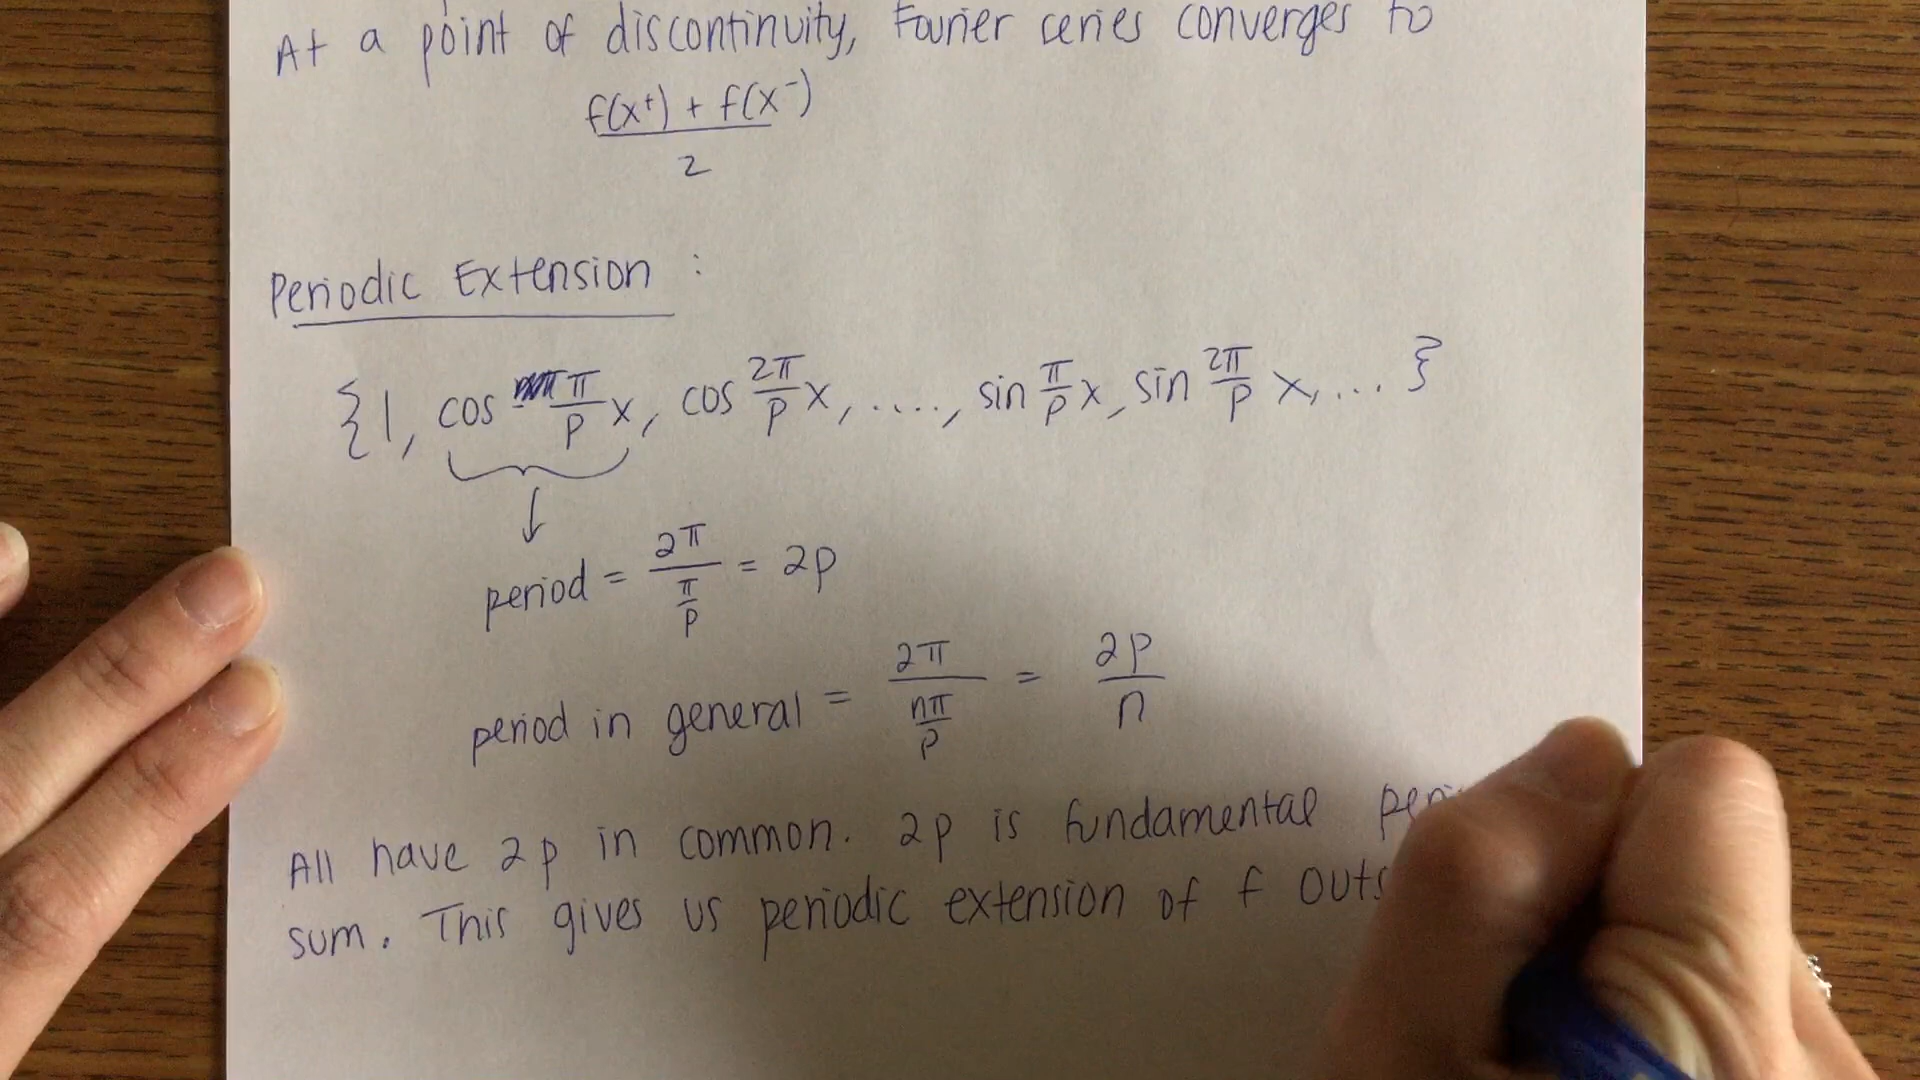 At a point of discontinuity, Fourier series converges to
f(x⁺) + f(x⁻)
2
Periodic Extension :
{1, cos π/p x, cos 2π/p x, ...., sin π/p x, sin 2π/p x, ... }
period = 2π / (π/p) = 2p
period in general = 2π / (nπ/p) = 2p/n
All have 2p in common. 2p is fundamental
sum. This gives us periodic extension of f